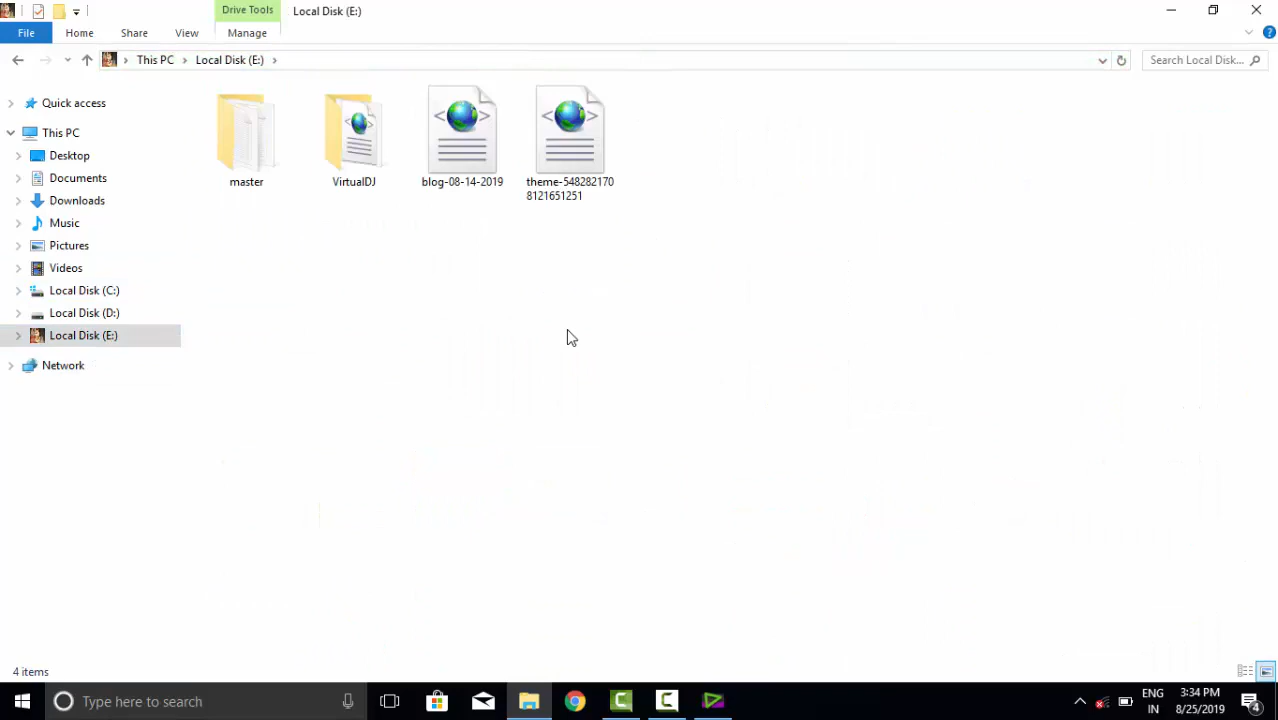 Drive Tools
Local Disk (E:)
File
Home
Share
View
Manage
This PC
Local Disk (E:)
Search Local Disk...
Quick access
This PC
Desktop
Documents
Downloads
Music
Pictures
Videos
Local Disk (C:)
Local Disk (D:)
Local Disk (E:)
Network
master
VirtualDJ
blog-08-14-2019
theme-548282170
8121651251
4 items
Type here to search
ENG
IN
3:34 PM
8/25/2019
4